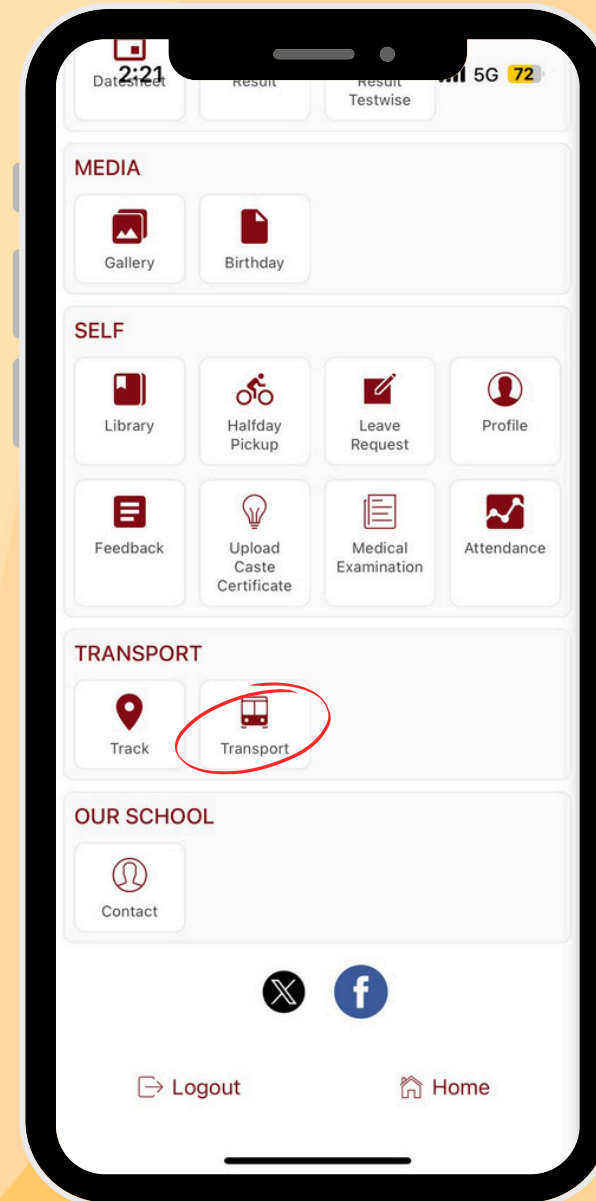 2:21
5G 72
Datesheet
Result
Result
Testwise
MEDIA
Gallery
Birthday
SELF
Library
Halfday
Pickup
Leave
Request
Profile
Feedback
Upload
Caste
Certificate
Medical
Examination
Attendance
TRANSPORT
Track
Transport
OUR SCHOOL
Contact
X
f
Logout
Home